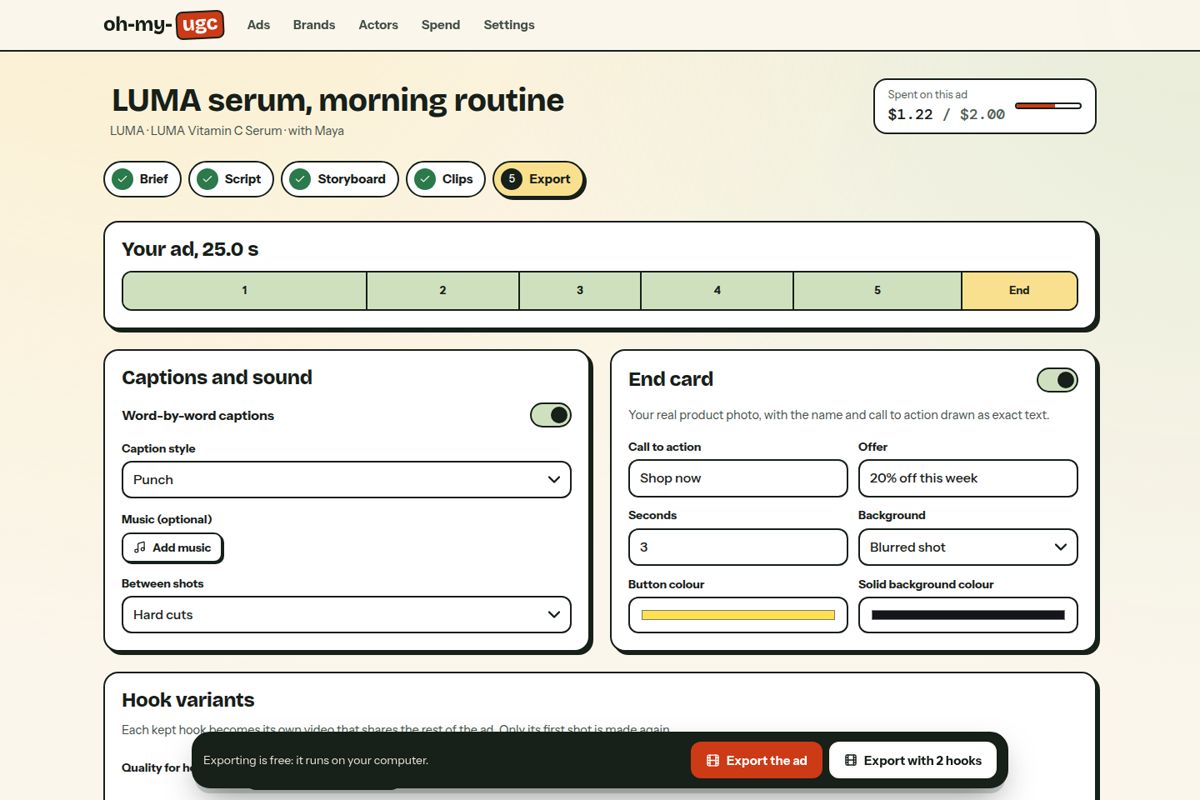 oh-my-ugc Ads Brands Actors Spend Settings
LUMA serum, morning routine
LUMA · LUMA Vitamin C Serum · with Maya
Spent on this ad
$1.22 / $2.00
Brief Script Storyboard Clips 5 Export
Your ad, 25.0 s
1 2 3 4 5 End
Captions and sound
Word-by-word captions
Caption style
Punch
Music (optional)
Add music
Between shots
Hard cuts
End card
Your real product photo, with the name and call to action drawn as exact text.
Call to action Offer
Shop now 20% off this week
Seconds Background
3 Blurred shot
Button colour Solid background colour
Hook variants
Each kept hook becomes its own video that shares the rest of the ad. Only its first shot is made again.
Quality for
Exporting is free: it runs on your computer. Export the ad Export with 2 hooks